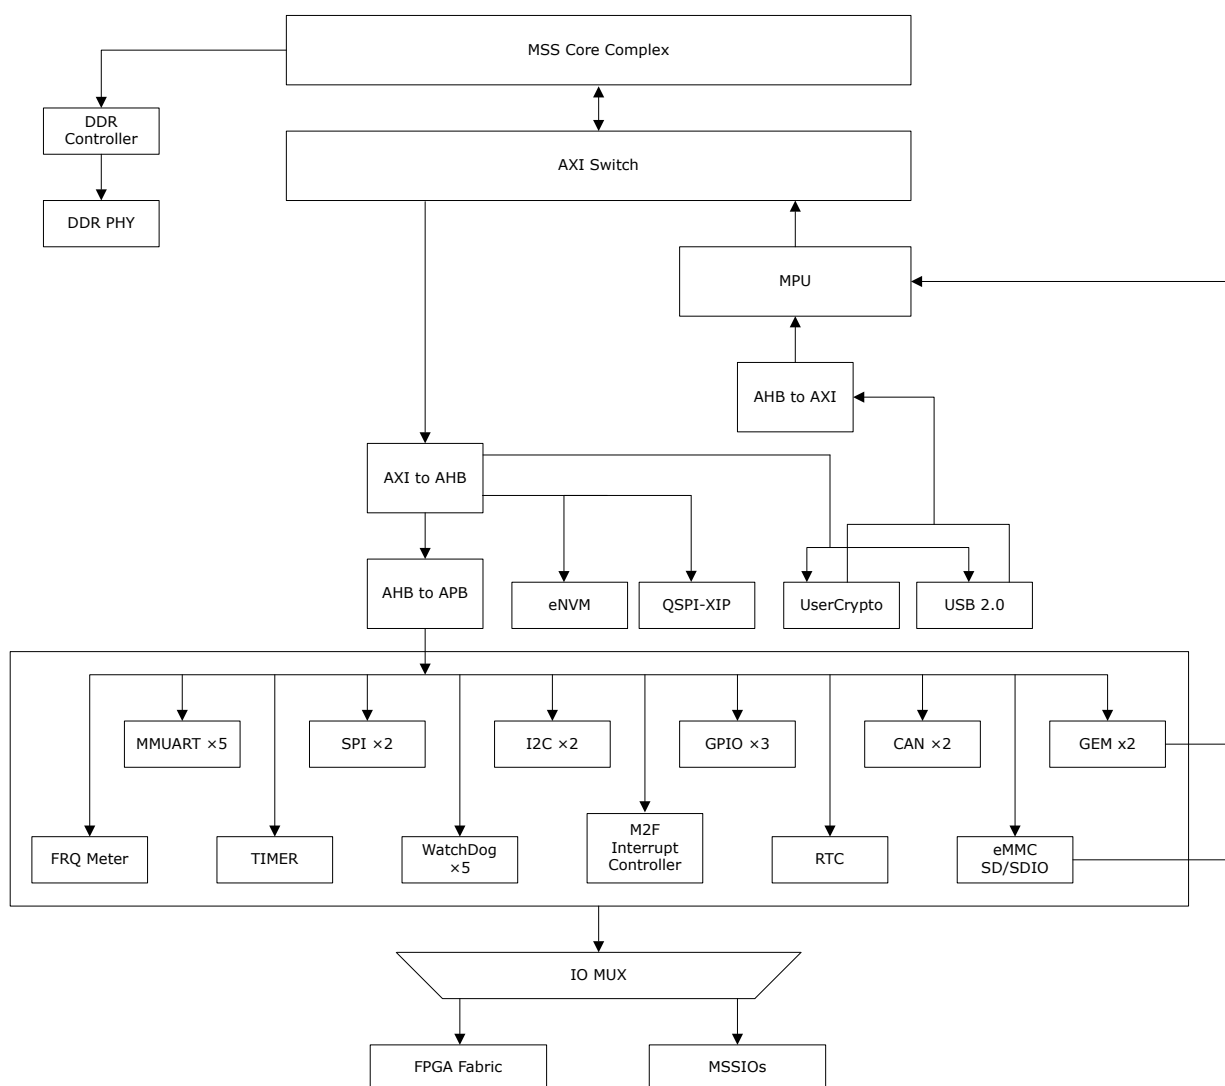 MSS Core Complex
DDR
Controller
AXI Switch
DDR PHY
MPU
AHB to AXI
AXI to AHB
AHB to APB
eNVM
QSPI-XIP
UserCrypto
USB 2.0
MMUART ×5
SPI ×2
I2C ×2
GPIO ×3
CAN ×2
GEM x2
FRQ Meter
TIMER
WatchDog
×5
M2F
Interrupt
Controller
RTC
eMMC
SD/SDIO
IO MUX
FPGA Fabric
MSSIOs